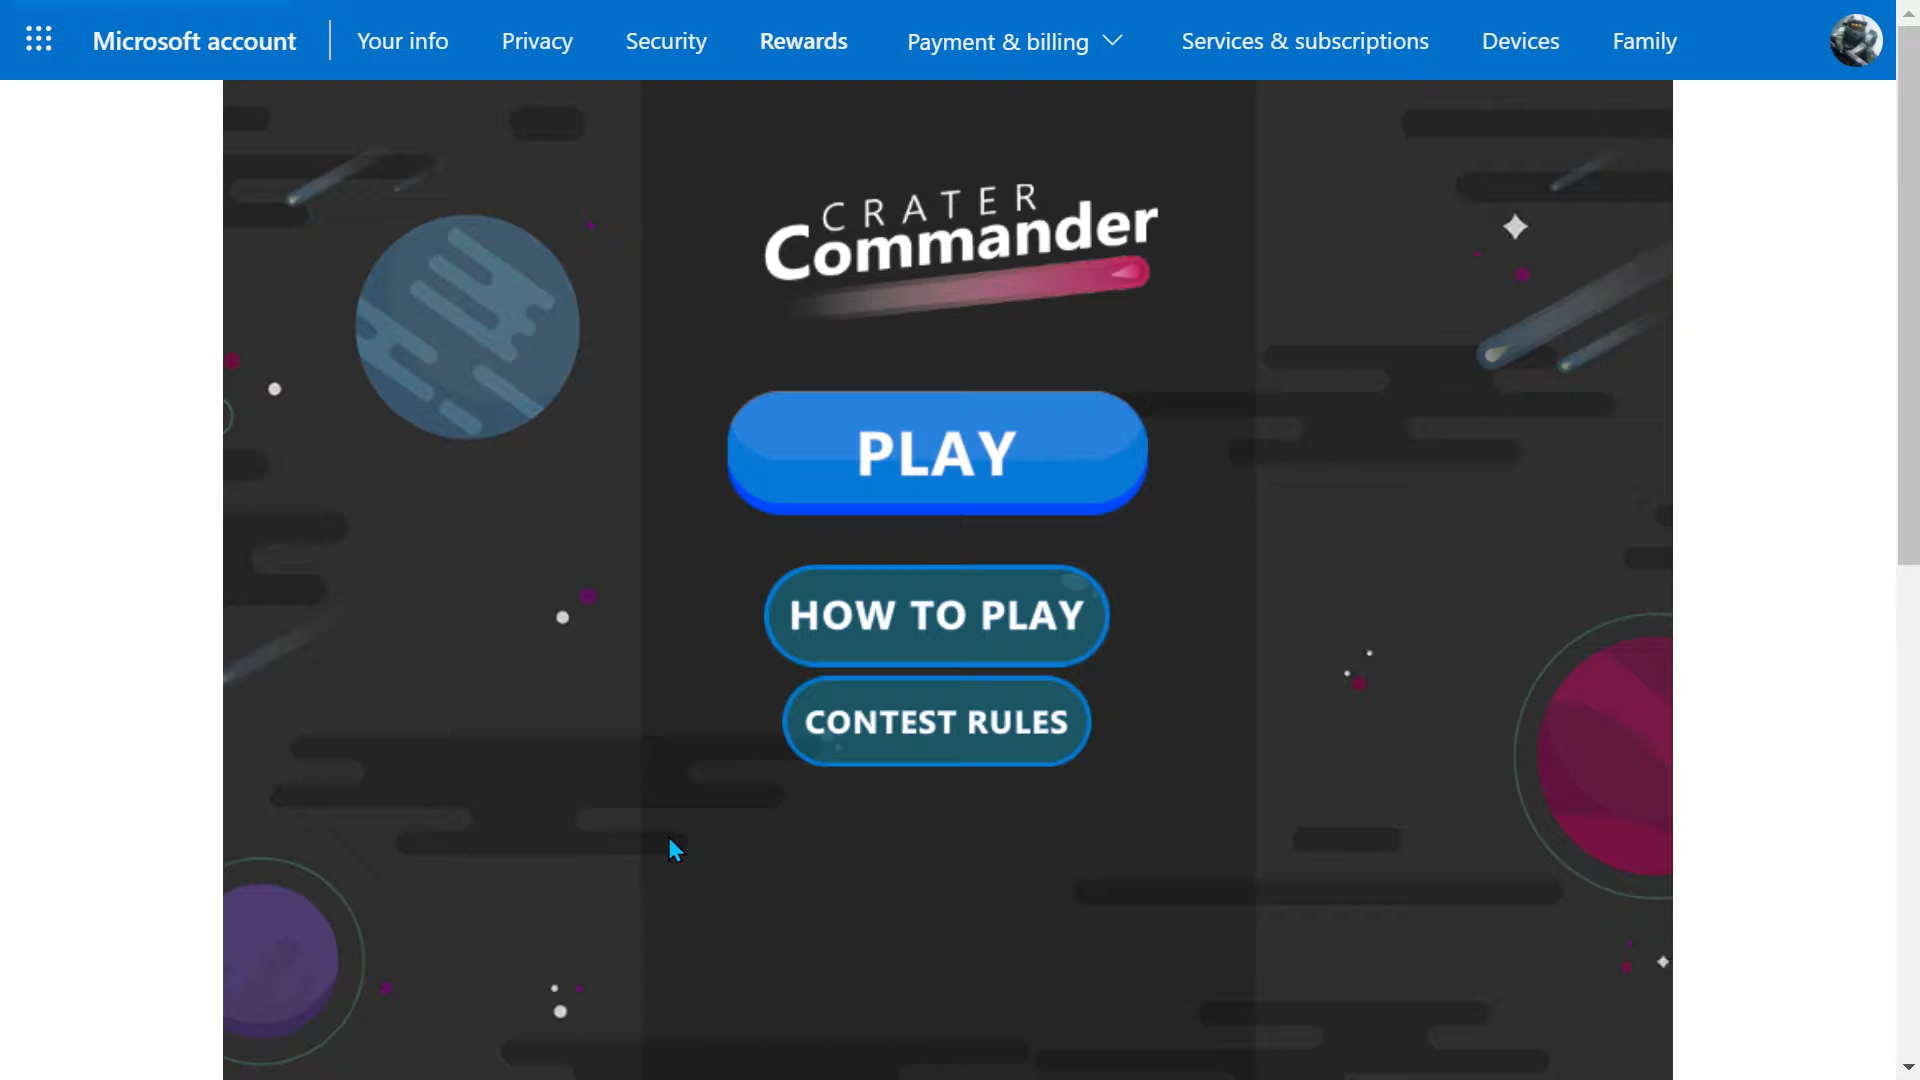 Microsoft account
Your info
Privacy
Security
Rewards
Payment & billing
Services & subscriptions
Devices
Family
CRATER
Commander
PLAY
HOW TO PLAY
CONTEST RULES